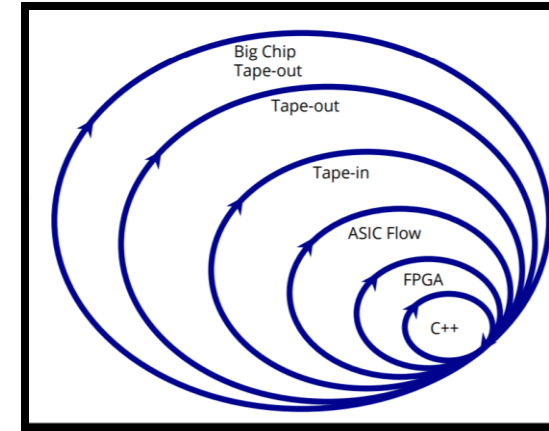 Big Chip
Tape-out
Tape-out
Tape-in
ASIC Flow
FPGA
C++